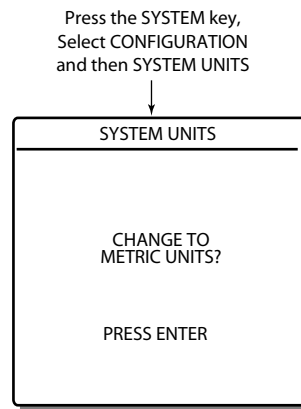 Press the SYSTEM key,
Select CONFIGURATION
and then SYSTEM UNITS
SYSTEM UNITS
CHANGE TO
METRIC UNITS?
PRESS ENTER